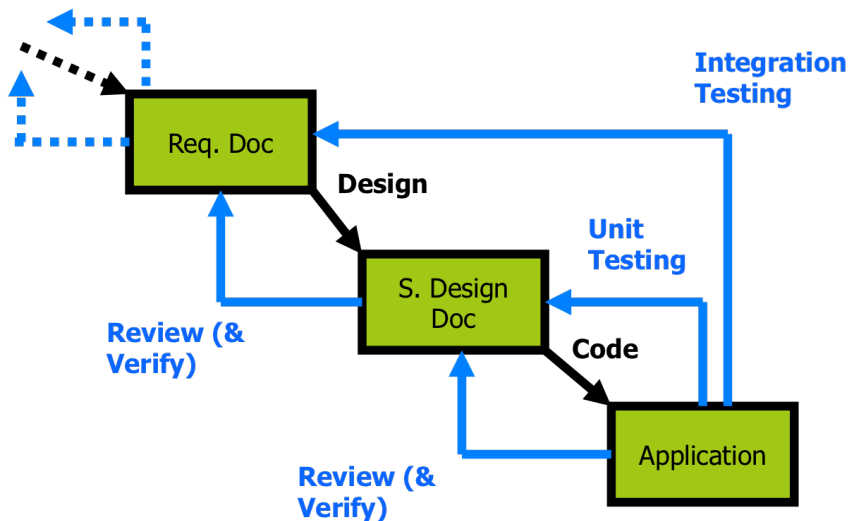 Integration
Testing
Req. Doc
Design
Unit
Testing
S. Design
Doc
Review (&
Verify)
Code
Application
Review (&
Verify)